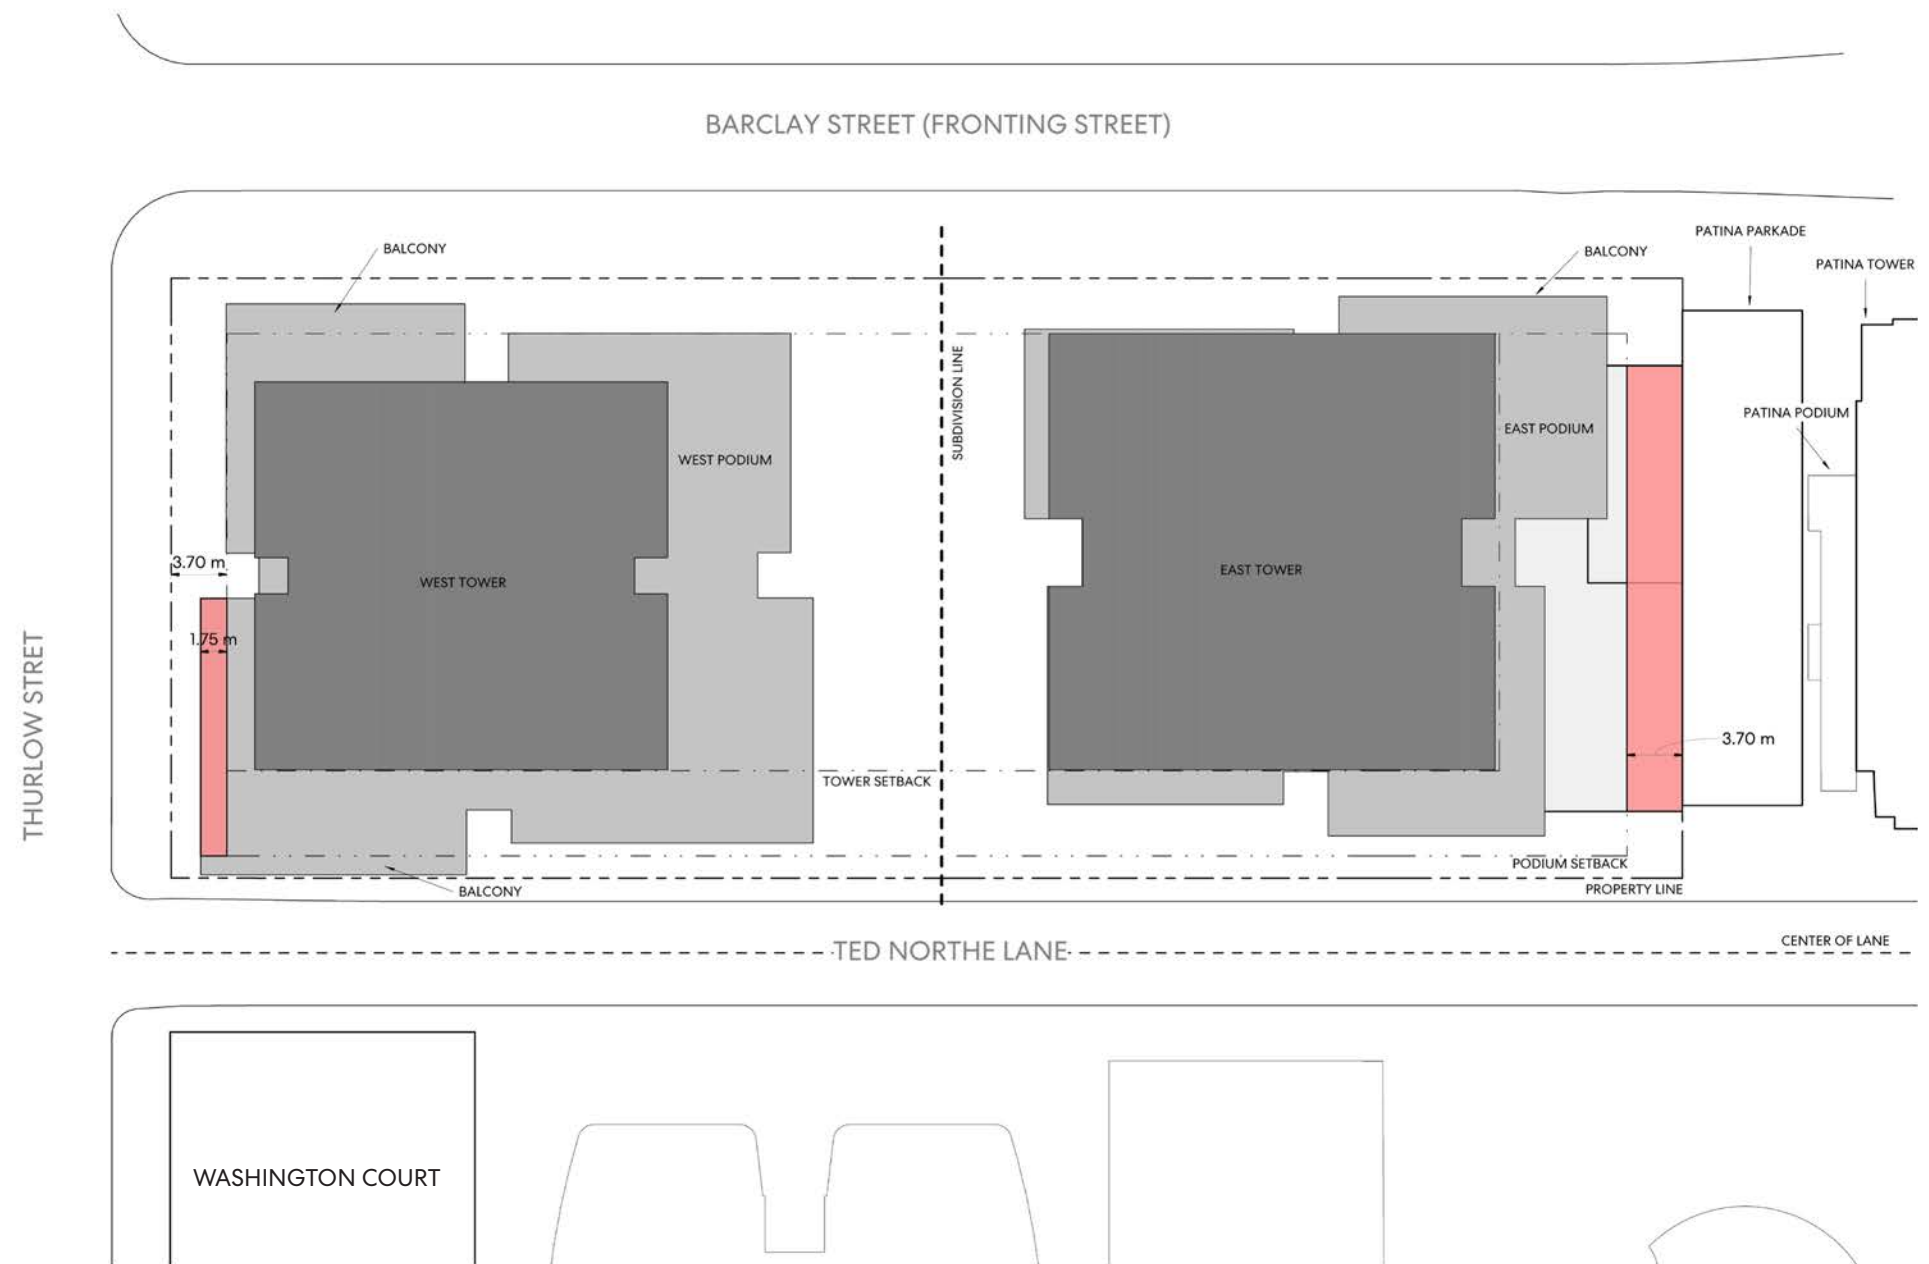 BARCLAY STREET (FRONTING STREET)
PATINA PARKADE
BALCONY
BALCONY
PATINA TOWER
SUBDIVISION LINE
PATINA PODIUM
EAST PODIUM
WEST PODIUM
3.70 m
WEST TOWER
EAST TOWER
1.75 m
THURLOW STRET
3.70 m
TOWER SETBACK
PODIUM SETBACK
BALCONY
PROPERTY LINE
TED NORTHE LANE
CENTER OF LANE
WASHINGTON COURT